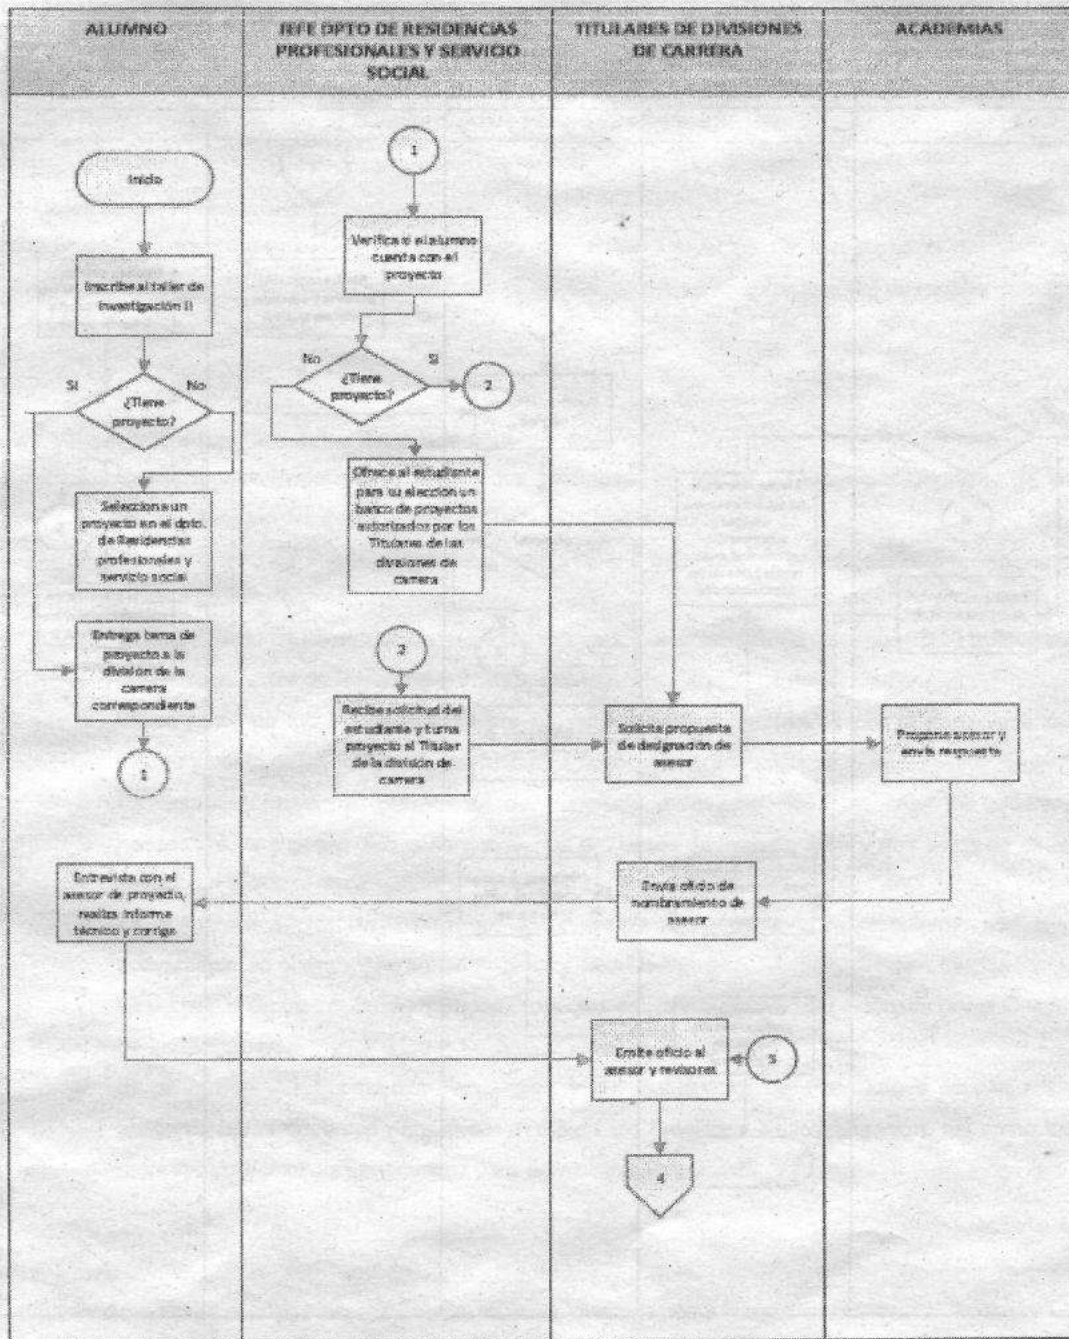 ALUMNO
JEFE DPTO DE RESIDENCIAS
PROFESIONALES Y SERVICIO
SOCIAL
TITULARES DE DIVISIONES
DE CARRERA
ACADEMIAS
Inicio
Inscribe al taller de
Investigación II
Si
No
¿Tiene
proyecto?
Selecciona un
proyecto en el dpto.
de Residencias
profesionales y
servicio social
Entrega tema de
proyecto a la
division de la
carrera
correspondiente
1
Entrevista con el
asesor de proyecto,
realiza informe
técnico y corrige
1
Verifica si el alumno
cuenta con el
proyecto
No
Si
¿Tiene
proyecto?
2
Ofrece al estudiante
para su elección un
banco de proyectos
autorizados por los
Titulares de las
divisiones de
carrera
2
Recibe solicitud del
estudiante y turna
proyecto al Titular
de la división de
carrera
Solicita propuesta
de designación de
asesor
Envía oficio de
nombramiento de
asesor
Emite oficio al
asesor y revisores
4
Propone asesor y
envía respuesta